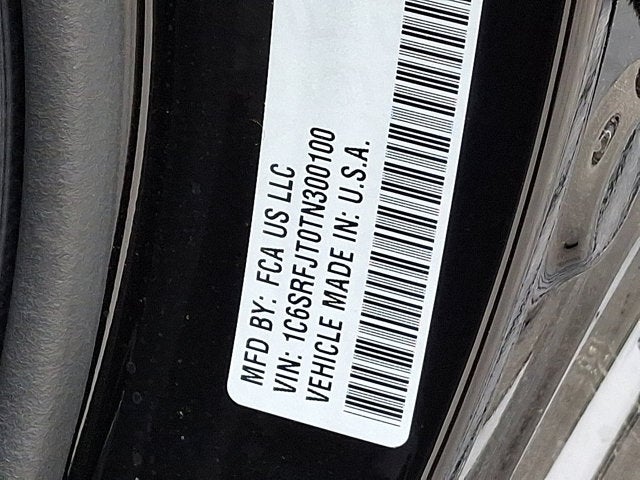 MFD BY: FCA US LLC
VIN: 1C6SRFJT0TN300100
VEHICLE MADE IN: U.S.A.